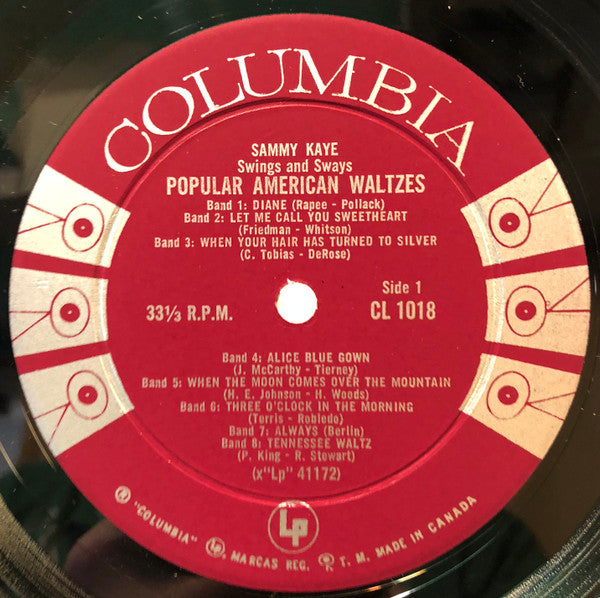 COLUMBIA
SAMMY KAYE
Swings and Sways
POPULAR AMERICAN WALTZES
Band 1: DIANE (Rapee - Pollack)
Band 2: LET ME CALL YOU SWEETHEART
(Friedman - Whitson)
Band 3: WHEN YOUR HAIR HAS TURNED TO SILVER
(C. Tobias - DeRose)
Side 1
33⅓ R.P.M.
CL 1018
Band 4: ALICE BLUE GOWN
(J. McCarthy - Tierney)
Band 5: WHEN THE MOON COMES OVER THE MOUNTAIN
(H. E. Johnson - H. Woods)
Band 6: THREE O'CLOCK IN THE MORNING
(Terris - Robledo)
Band 7: ALWAYS (Berlin)
Band 8: TENNESSEE WALTZ
(P. King - R. Stewart)
(x"Lp" 41172)
Lp
"COLUMBIA" MARCAS REG. T. M. MADE IN CANADA